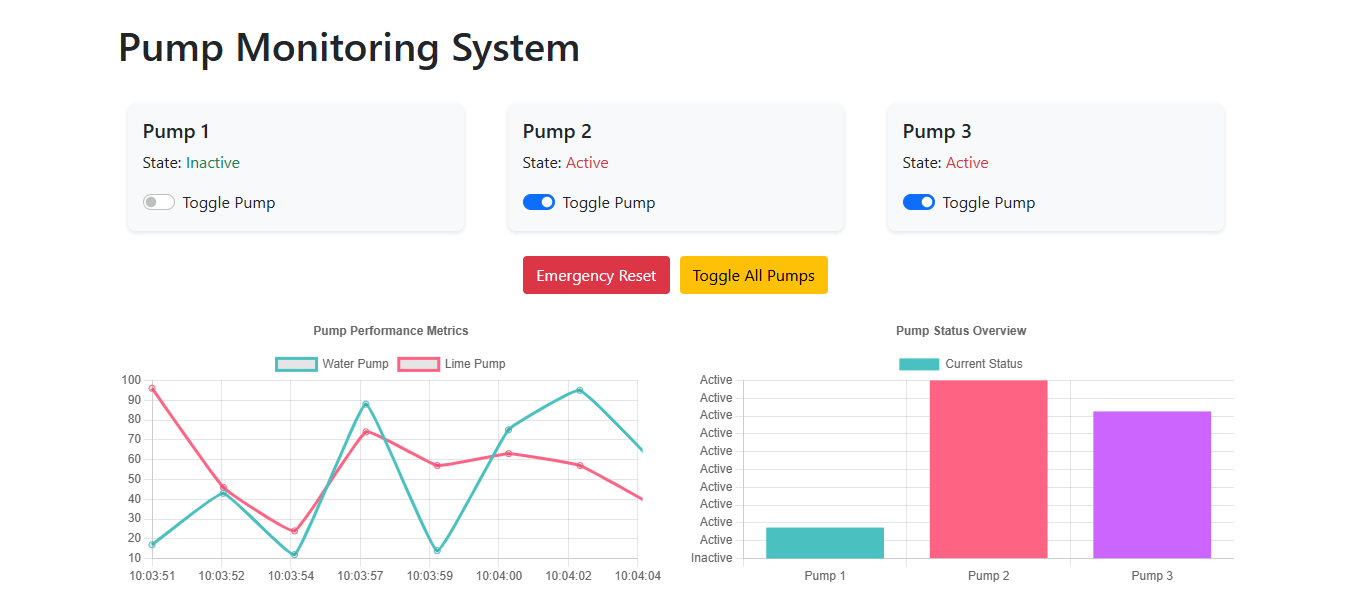 Pump Monitoring System
Pump 1
State: Inactive
Toggle Pump
Pump 2
State: Active
Toggle Pump
Pump 3
State: Active
Toggle Pump
Emergency Reset
Toggle All Pumps
Pump Performance Metrics
Water Pump
Lime Pump
100
90
80
70
60
50
40
30
20
10
10:03:51
10:03:52
10:03:54
10:03:57
10:03:59
10:04:00
10:04:02
10:04:04
Pump Status Overview
Current Status
Active
Active
Active
Active
Active
Active
Active
Active
Active
Active
Inactive
Pump 1
Pump 2
Pump 3